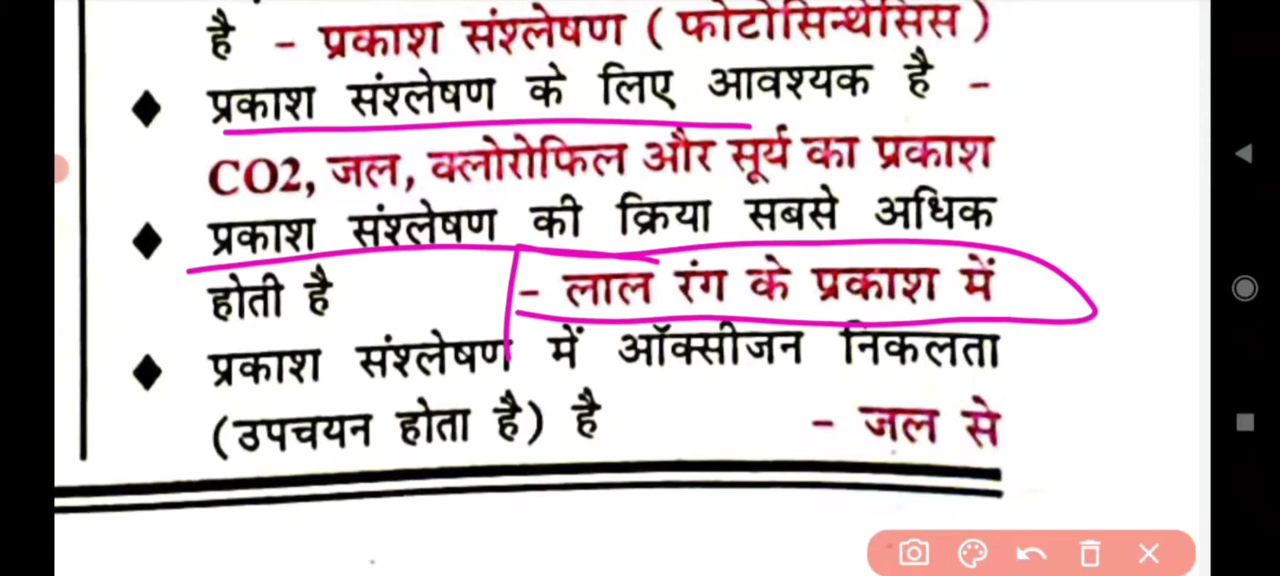 है - प्रकाश संश्लेषण ( फोटोसिन्थेसिस )
♦ प्रकाश संश्लेषण के लिए आवश्यक है -
CO2, जल, क्लोरोफिल और सूर्य का प्रकाश
♦ प्रकाश संश्लेषण की क्रिया सबसे अधिक
होती है - लाल रंग के प्रकाश में
♦ प्रकाश संश्लेषण में ऑक्सीजन निकलता
(उपचयन होता है) है - जल से